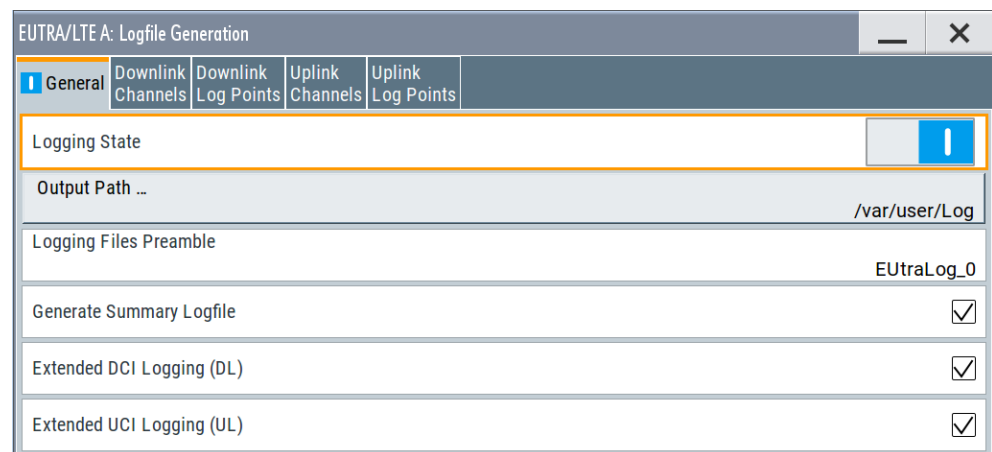 EUTRA/LTE A: Logfile Generation
General
Downlink Channels
Downlink Log Points
Uplink Channels
Uplink Log Points
Logging State
Output Path ...
/var/user/Log
Logging Files Preamble
EUtraLog_0
Generate Summary Logfile
Extended DCI Logging (DL)
Extended UCI Logging (UL)